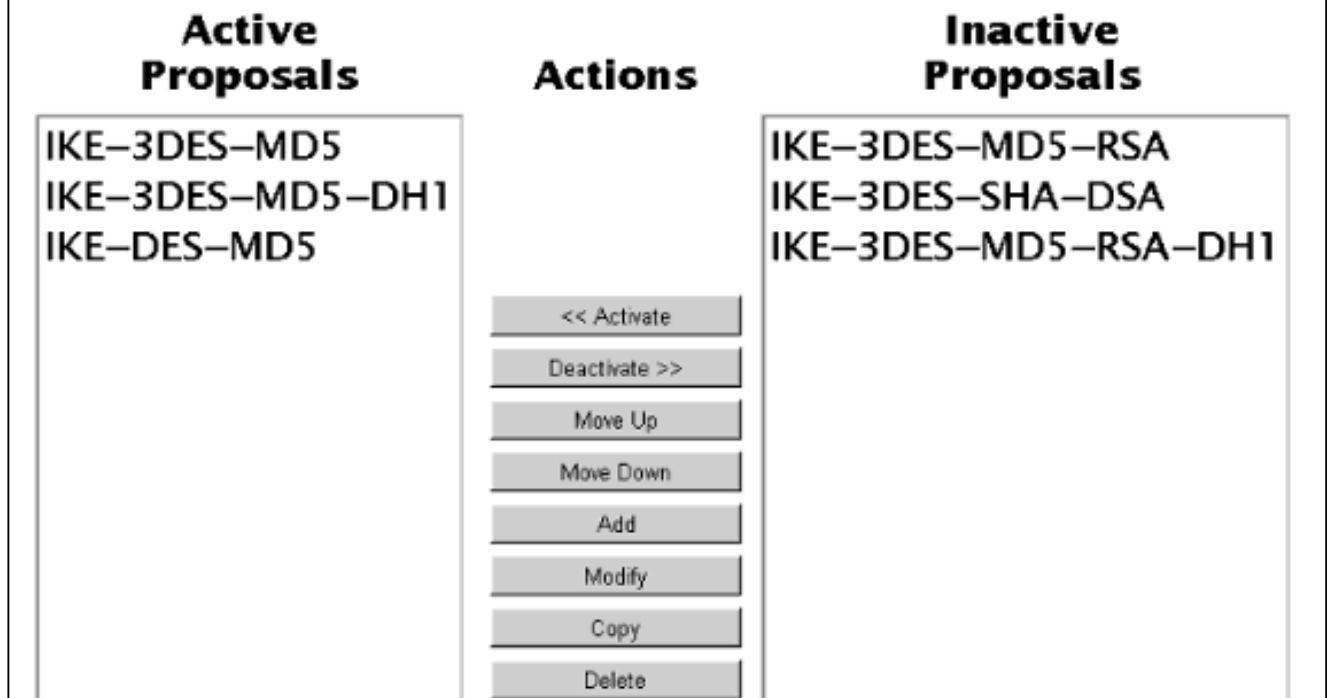 Active
Proposals
Actions
Inactive
Proposals
IKE–3DES–MD5
IKE–3DES–MD5–DH1
IKE–DES–MD5
<< Activate
Deactivate >>
Move Up
Move Down
Add
Modify
Copy
Delete
IKE–3DES–MD5–RSA
IKE–3DES–SHA–DSA
IKE–3DES–MD5–RSA–DH1